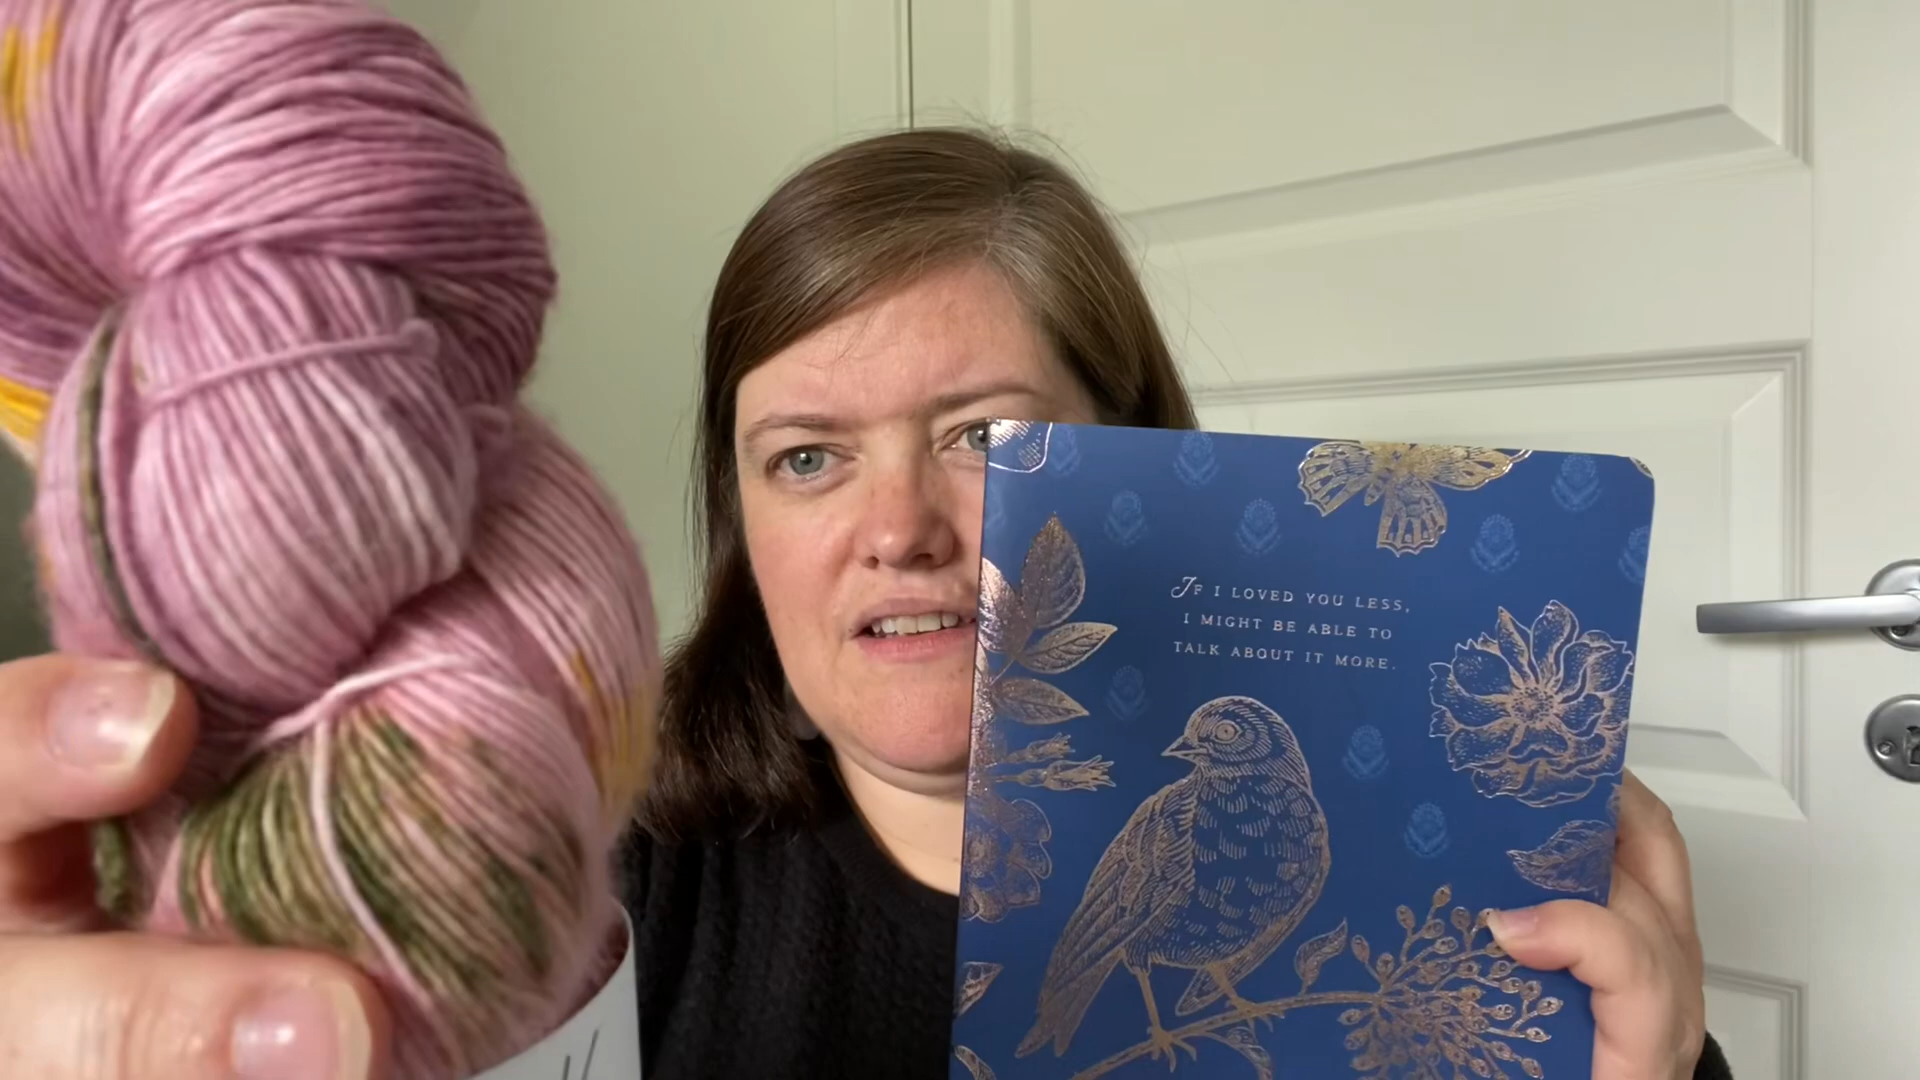 If I loved you less,
I might be able to
talk about it more.